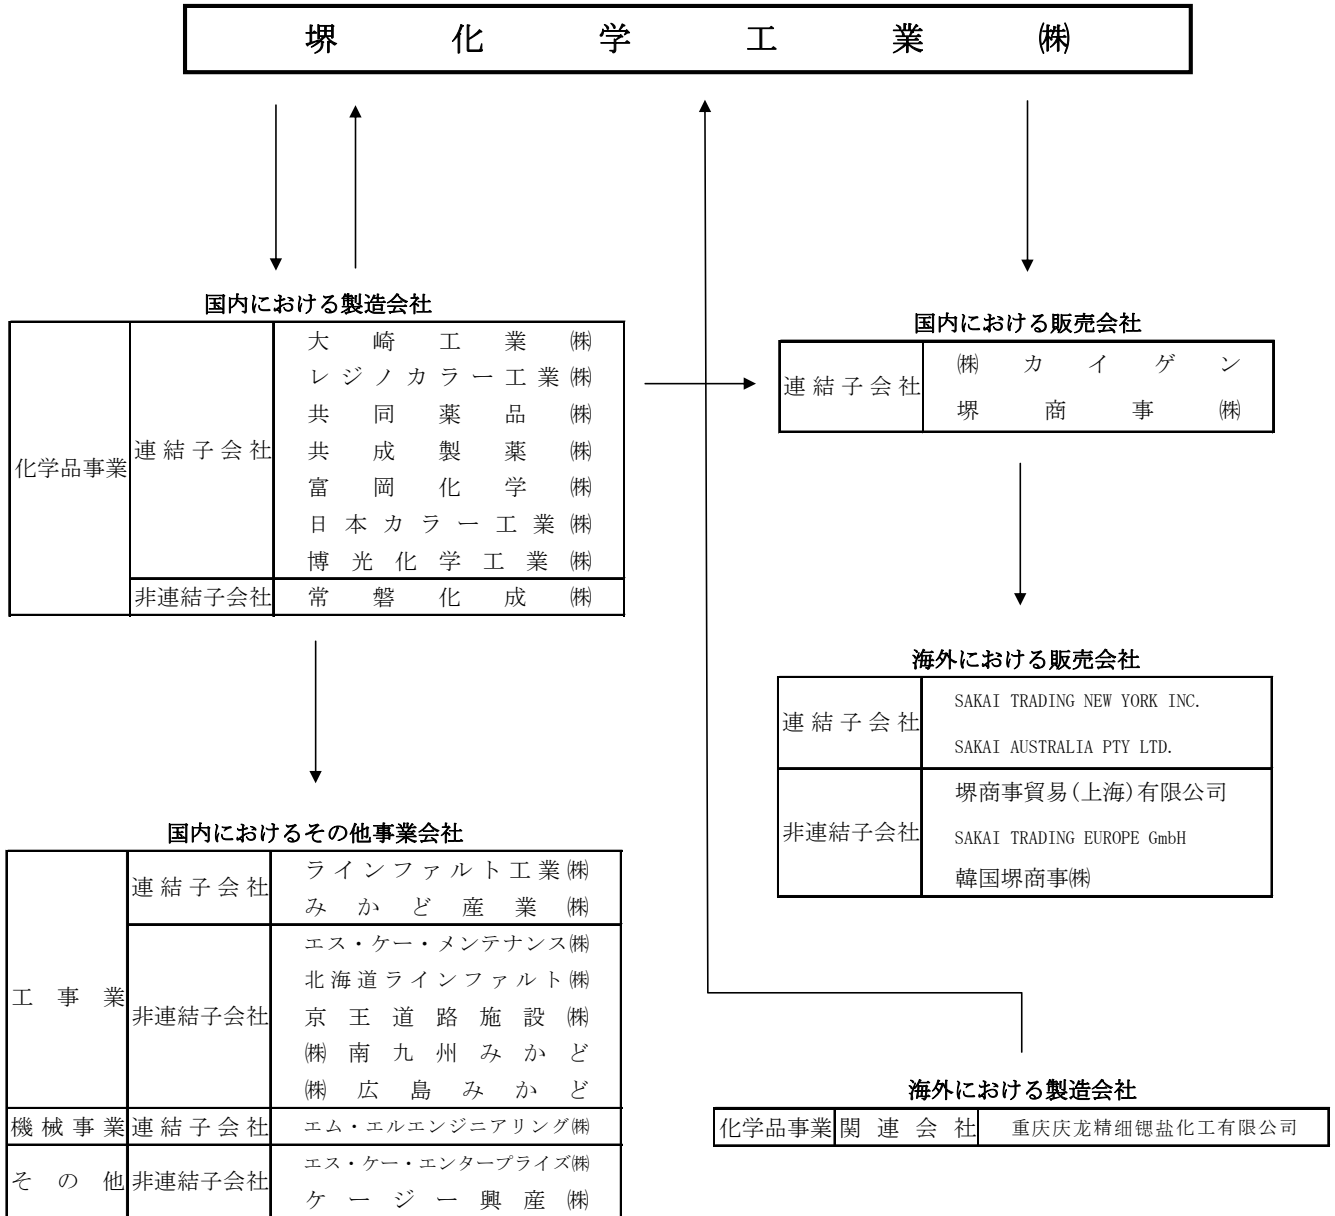 堺化学工業㈱
国内における製造会社
化学品事業
連結子会社
大崎工業㈱
レジノカラー工業㈱
共同薬品㈱
共成製薬㈱
富岡化学㈱
日本カラー工業㈱
博光化学工業㈱
非連結子会社
常磐化成㈱
国内における販売会社
連結子会社
㈱カイゲン
堺商事㈱
海外における販売会社
連結子会社
SAKAI TRADING NEW YORK INC.
SAKAI AUSTRALIA PTY LTD.
非連結子会社
堺商事貿易(上海)有限公司
SAKAI TRADING EUROPE GmbH
韓国堺商事㈱
国内におけるその他事業会社
工事業
連結子会社
ラインファルト工業㈱
みかど産業㈱
非連結子会社
エス・ケー・メンテナンス㈱
北海道ラインファルト㈱
京王道路施設㈱
㈱南九州みかど
㈱広島みかど
機械事業
連結子会社
エム・エルエンジニアリング㈱
その他
非連結子会社
エス・ケー・エンタープライズ㈱
ケージー興産㈱
海外における製造会社
化学品事業
関連会社
重庆庆龙精细锶盐化工有限公司